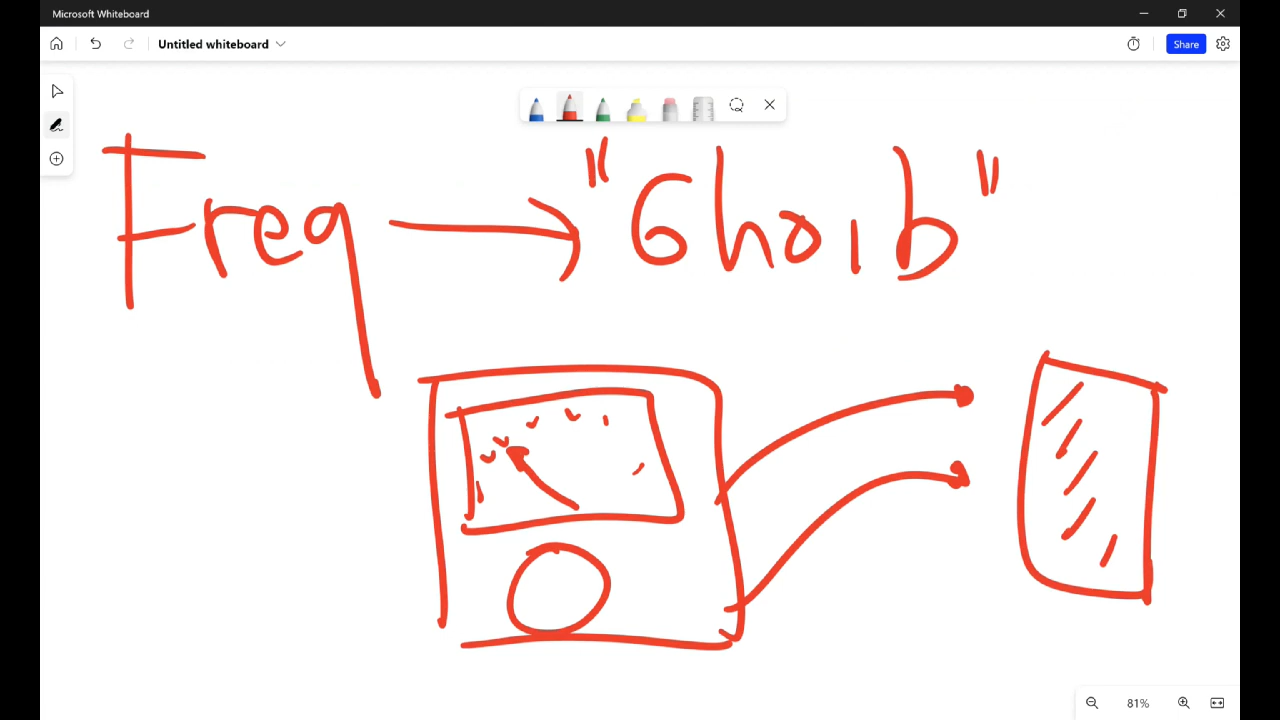 Microsoft Whiteboard
Untitled whiteboard
Share
Freq → "Ghoib"
81%